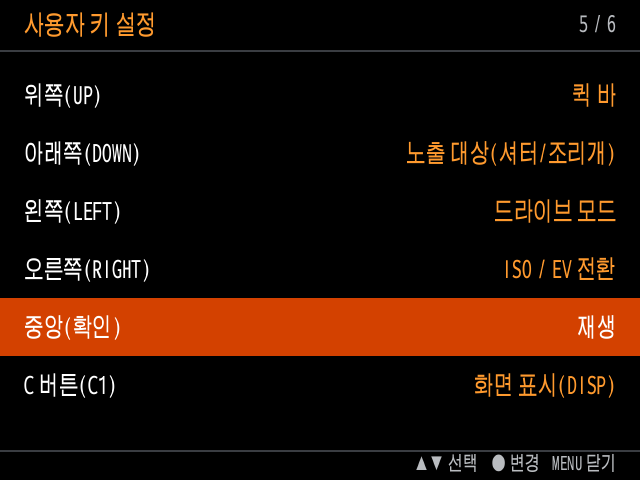 사용자 키 설정 5 / 6
위쪽(UP) 퀵 바
아래쪽(DOWN) 노출 대상(셔터/조리개)
왼쪽(LEFT) 드라이브 모드
오른쪽(RIGHT) ISO / EV 전환
중앙(확인) 재생
C 버튼(C1) 화면 표시(DISP)
▲▼ 선택 ● 변경 MENU 닫기